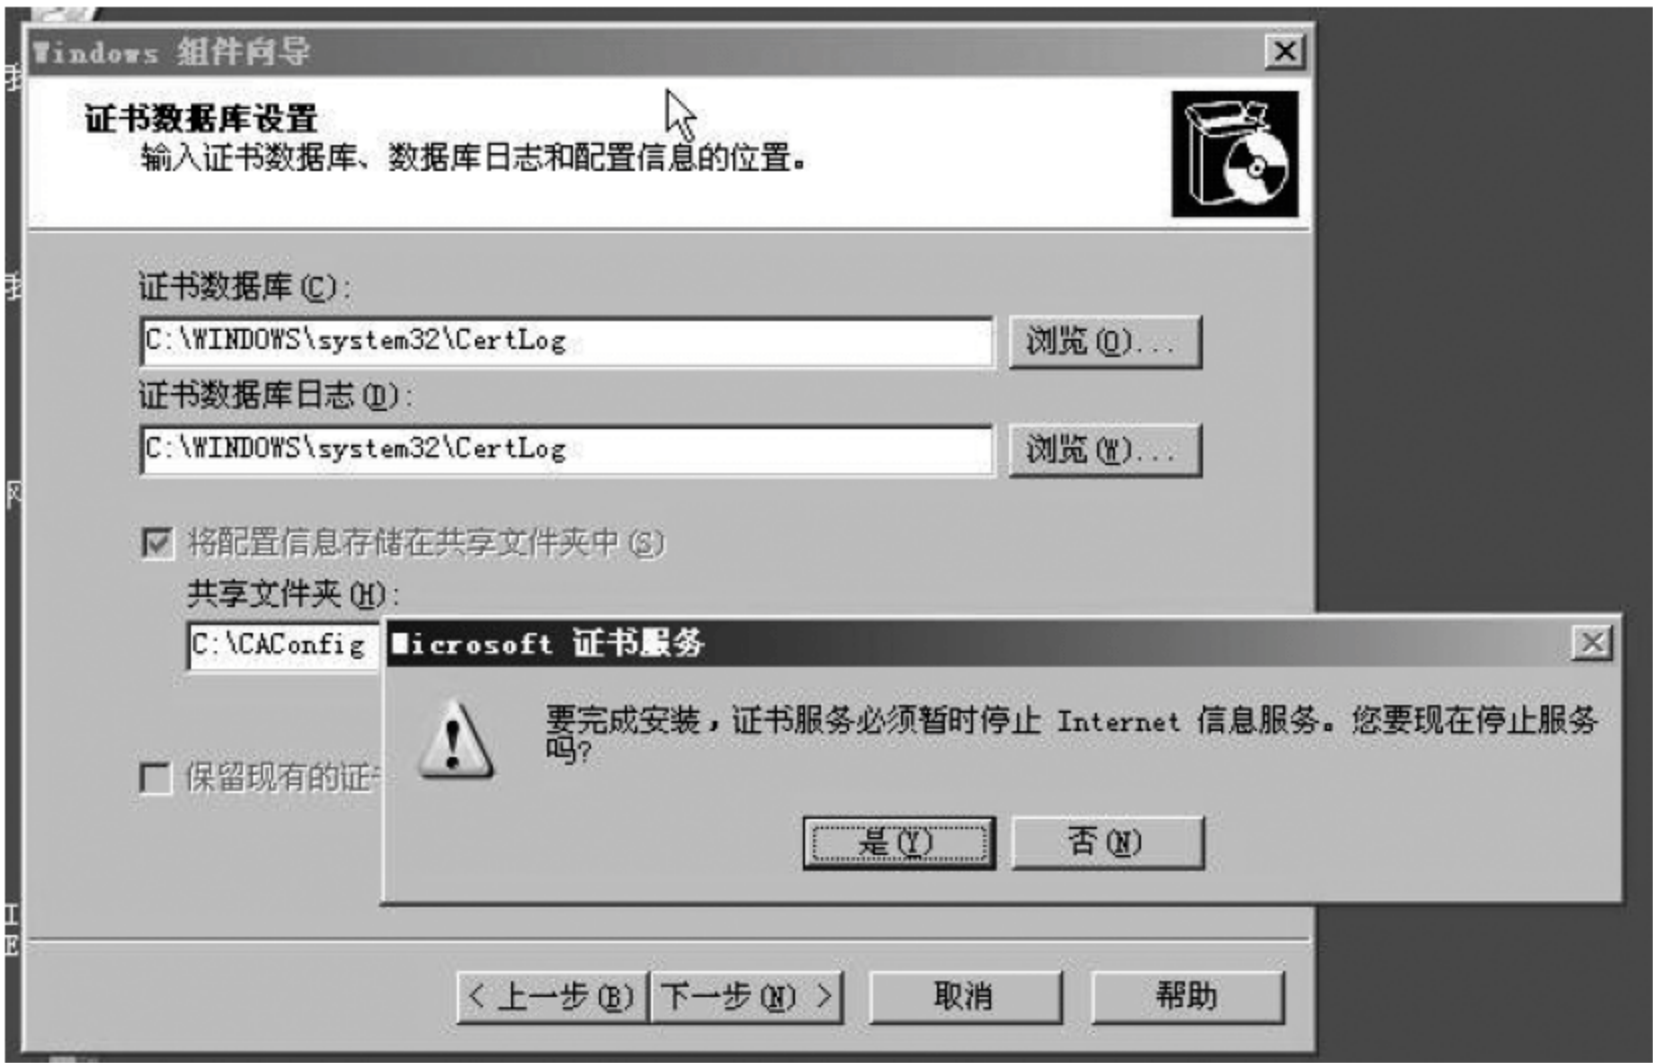 Windows 组件向导
证书数据库设置
输入证书数据库、数据库日志和配置信息的位置。
证书数据库(C):
C:\WINDOWS\system32\CertLog
浏览(O)...
证书数据库日志(D):
C:\WINDOWS\system32\CertLog
浏览(W)...
将配置信息存储在共享文件夹中(S)
共享文件夹(H):
C:\CAConfig
保留现有的证
Microsoft 证书服务
要完成安装，证书服务必须暂时停止 Internet 信息服务。您要现在停止服务
吗?
是(Y)
否(N)
< 上一步(B)
下一步(N) >
取消
帮助